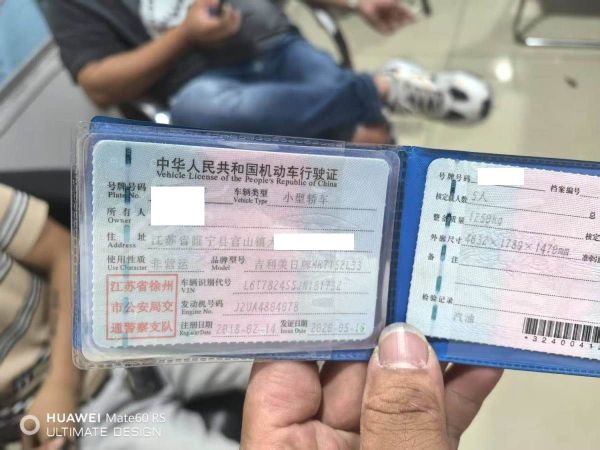 中华人民共和国机动车行驶证
Vehicle License of the People's Republic of China
号牌号码
Plate No.
车辆类型 小型轿车
Vehicle Type
所有人
Owner
住 址 江苏省睢宁县官山镇
Address
使用性质 非营运
Use Character
品牌型号 吉利美日牌
Model
江苏省徐州
市公安局交
通警察支队
车辆识别代号
VIN
发动机号码 J2UA4884678
Engine No.
注册日期 2018-02-14
Register Date
发证日期
Issue Date
号牌号码
档案编号
核定载人数 5人
整备质量 1250kg
外廓尺寸 4632×1789×1470mm
备 注
检验记录
汽油
HUAWEI Mate60 RS
ULTIMATE DESIGN